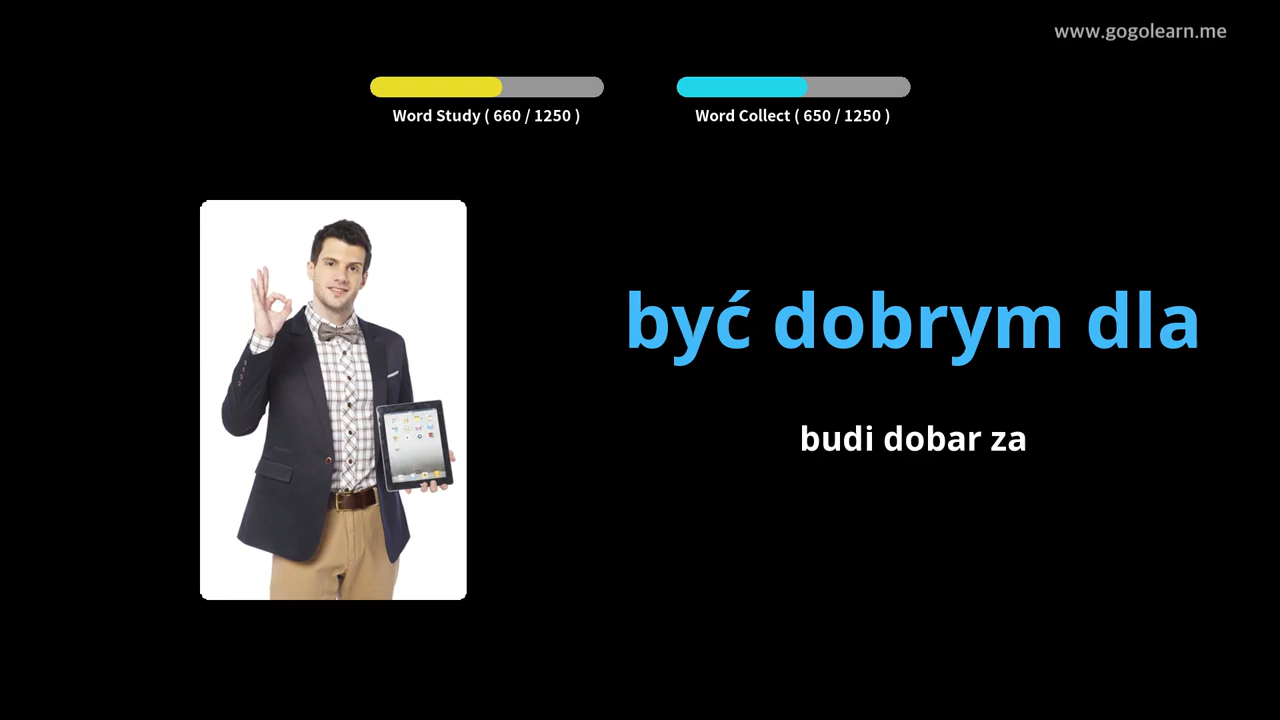 www.gogolearn.me
Word Study ( 660 / 1250 )
Word Collect ( 650 / 1250 )
być dobrym dla
budi dobar za